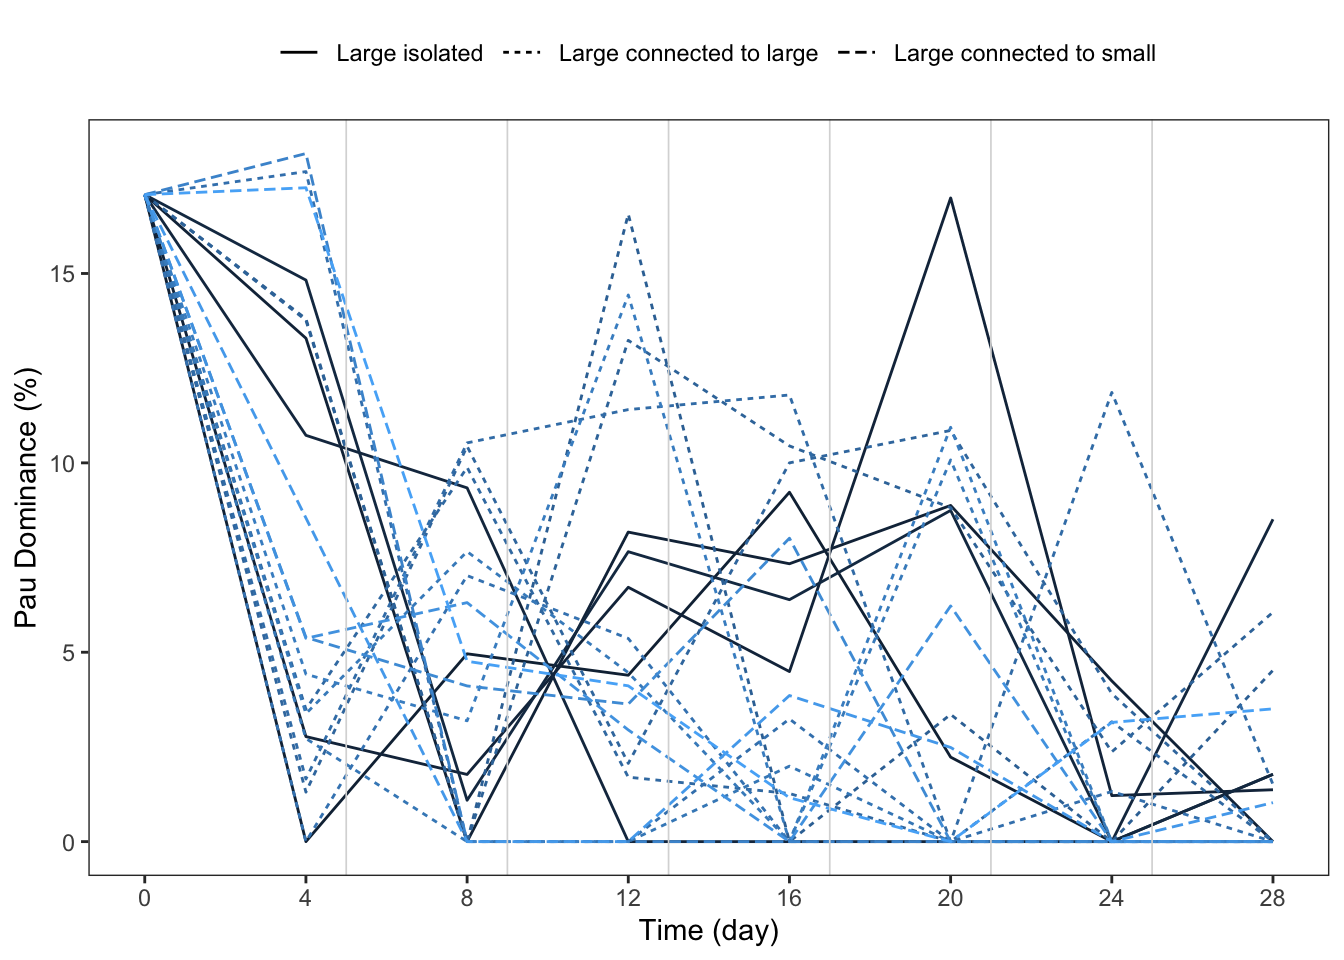 Large isolated Large connected to large Large connected to small
Pau Dominance (%)
15
10
5
0
0 4 8 12 16 20 24 28
Time (day)